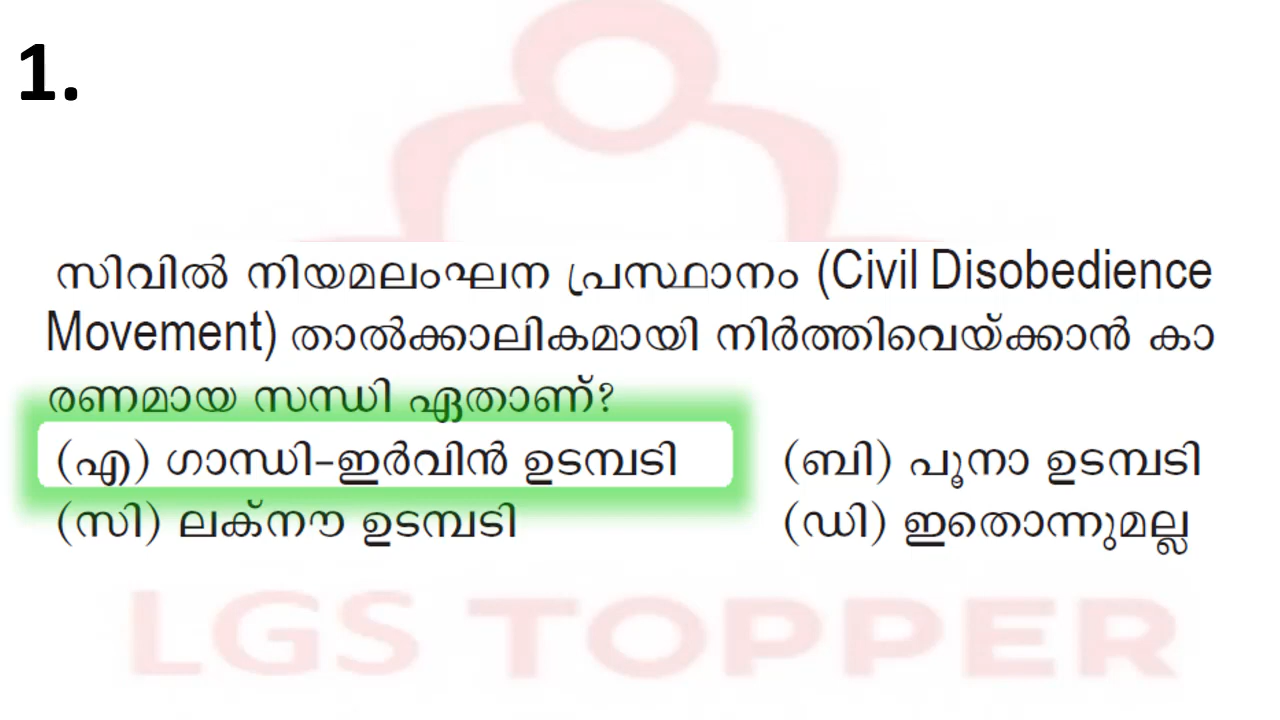 1.
സിവിൽ നിയമലംഘന പ്രസ്ഥാനം (Civil Disobedience
Movement) താൽക്കാലികമായി നിർത്തിവെയ്ക്കാൻ കാ
രണമായ സന്ധി ഏതാണ്?
(എ) ഗാന്ധി-ഇർവിൻ ഉടമ്പടി (ബി) പൂനാ ഉടമ്പടി
(സി) ലക്നൗ ഉടമ്പടി (ഡി) ഇതൊന്നുമല്ല
LGS TOPPER